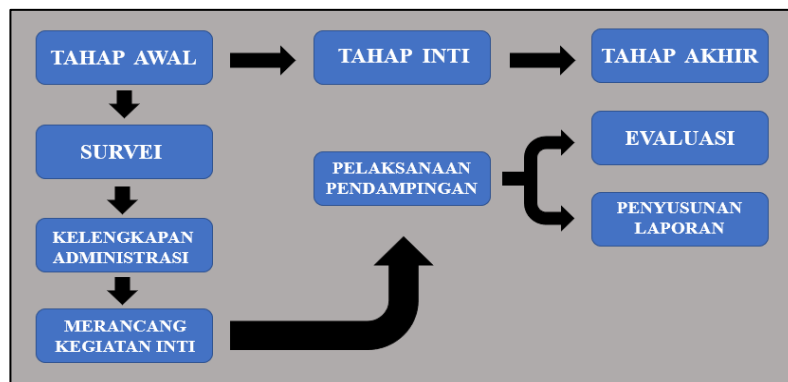 TAHAP AWAL
TAHAP INTI
TAHAP AKHIR
SURVEI
KELENGKAPAN
ADMINISTRASI
MERANCANG
KEGIATAN INTI
PELAKSANAAN
PENDAMPINGAN
EVALUASI
PENYUSUNAN
LAPORAN